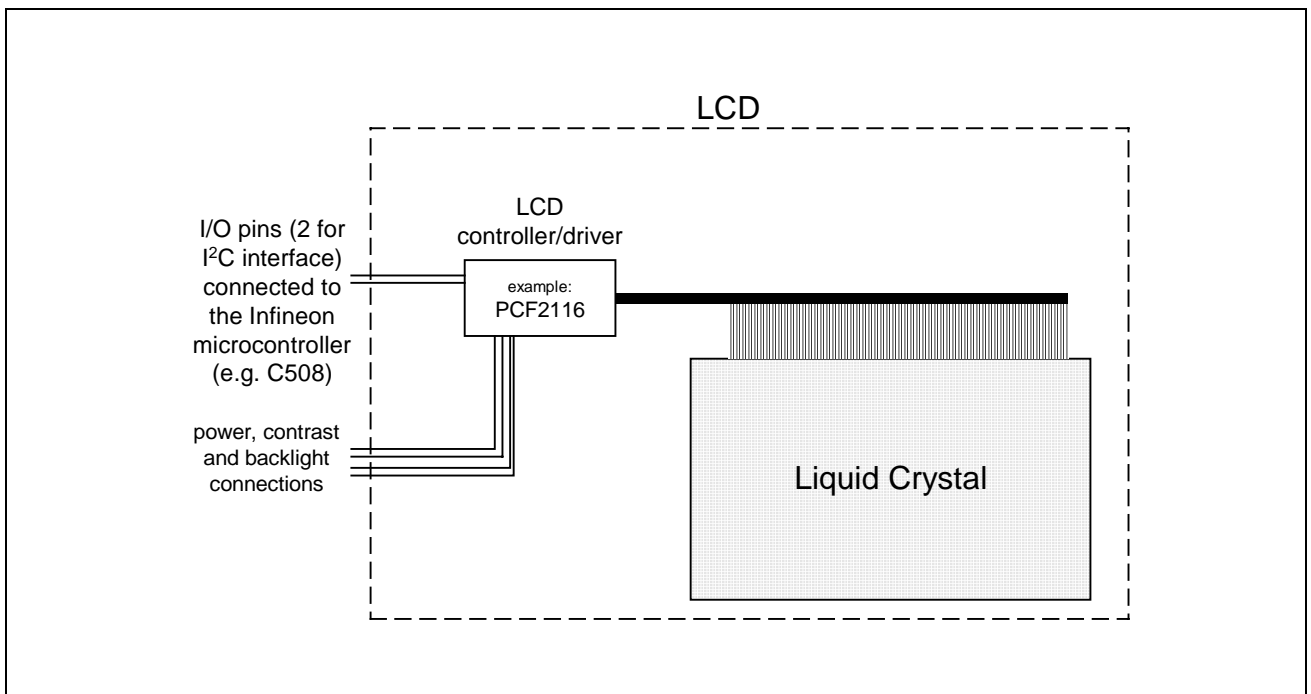 LCD
LCD
controller/driver
I/O pins (2 for
I²C interface)
connected to
the Infineon
microcontroller
(e.g. C508)
example:
PCF2116
power, contrast
and backlight
connections
Liquid Crystal